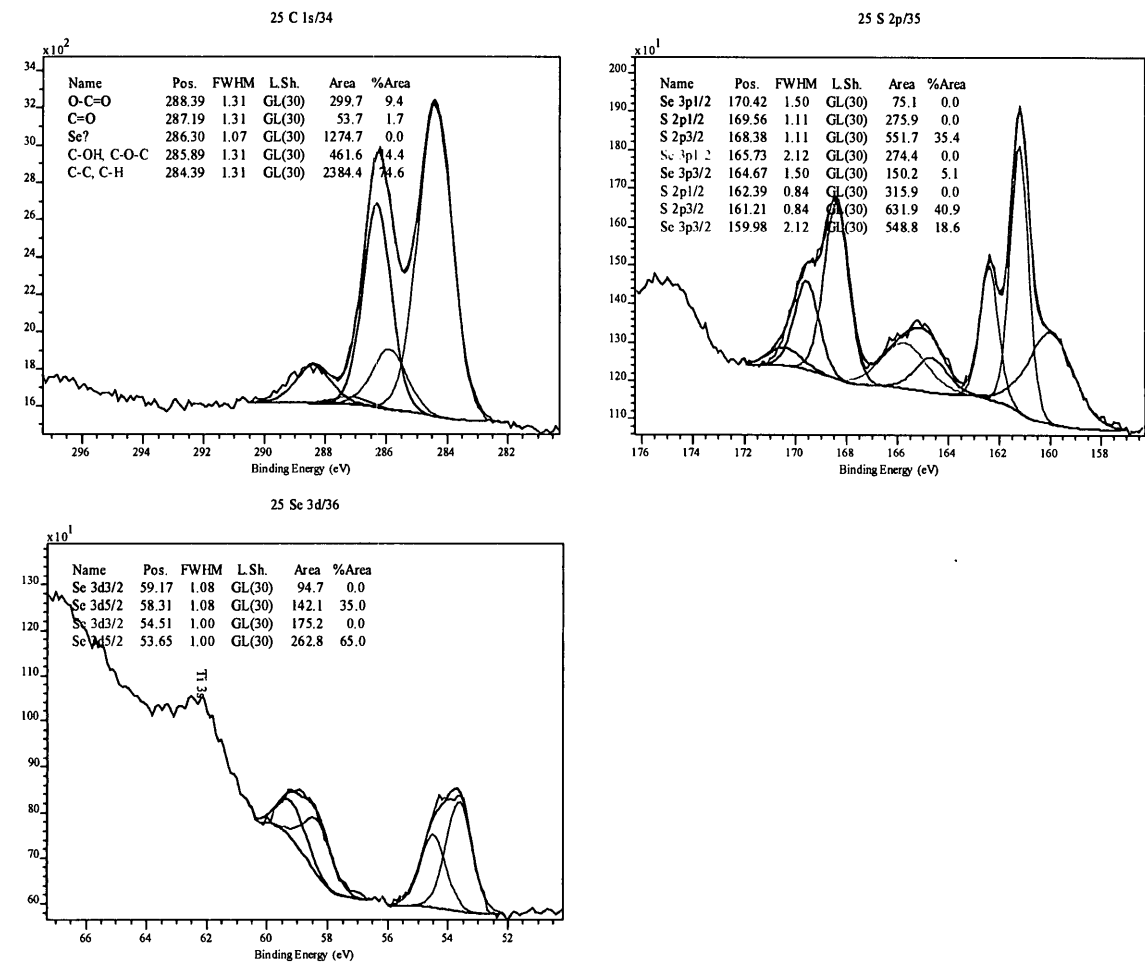 25 C 1s/34
x10²
Name Pos. FWHM L.Sh. Area %Area
O-C=O 288.39 1.31 GL(30) 299.7 9.4
C=O 287.19 1.31 GL(30) 53.7 1.7
Se? 286.30 1.07 GL(30) 1274.7 0.0
C-OH, C-O-C 285.89 1.31 GL(30) 461.6 14.4
C-C, C-H 284.39 1.31 GL(30) 2384.4 74.6
34
32
30
28
26
24
22
20
18
16
296 294 292 290 288 286 284 282
Binding Energy (eV)
25 S 2p/35
x10¹
Name Pos. FWHM L.Sh. Area %Area
Se 3p1/2 170.42 1.50 GL(30) 75.1 0.0
S 2p1/2 169.56 1.11 GL(30) 275.9 0.0
S 2p3/2 168.38 1.11 GL(30) 551.7 35.4
Se 3p1/2 165.73 2.12 GL(30) 274.4 0.0
Se 3p3/2 164.67 1.50 GL(30) 150.2 5.1
S 2p1/2 162.39 0.84 GL(30) 315.9 0.0
S 2p3/2 161.21 0.84 GL(30) 631.9 40.9
Se 3p3/2 159.98 2.12 GL(30) 548.8 18.6
200
190
180
170
160
150
140
130
120
110
176 172 170 168 166 164 162 160 158
Binding Energy (eV)
25 Se 3d/36
x10¹
Name Pos. FWHM L.Sh. Area %Area
Se 3d3/2 59.17 1.08 GL(30) 94.7 0.0
Se 3d5/2 58.31 1.08 GL(30) 142.1 35.0
Se 3d3/2 54.51 1.00 GL(30) 175.2 0.0
Se 3d5/2 53.65 1.00 GL(30) 262.8 65.0
Ti 3s
130
120
110
100
90
80
70
60
66 64 62 60 58 56 54 52
Binding Energy (eV)